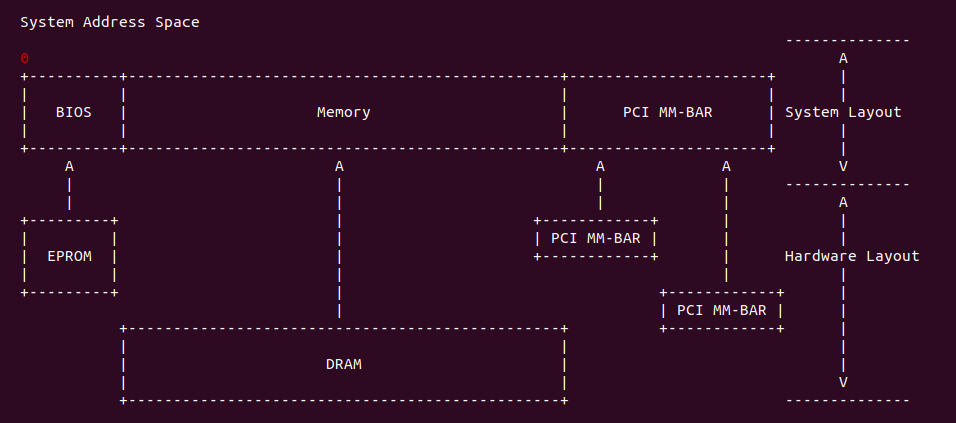 System Address Space
--------------
0 A
+----------+------------------------------------------------+----------------------+ |
| | | | |
| BIOS | Memory | PCI MM-BAR | System Layout
| | | | |
+----------+------------------------------------------------+----------------------+ |
A A A A V
| | | | --------------
| | | | A
+---------+ | +------------+ | |
| | | | PCI MM-BAR | | |
| EPROM | | +------------+ | Hardware Layout
| | | | |
+---------+ | +------------+ |
| | PCI MM-BAR | |
+------------------------------------------------+ +------------+ |
| | |
| DRAM | |
| | V
+------------------------------------------------+ --------------